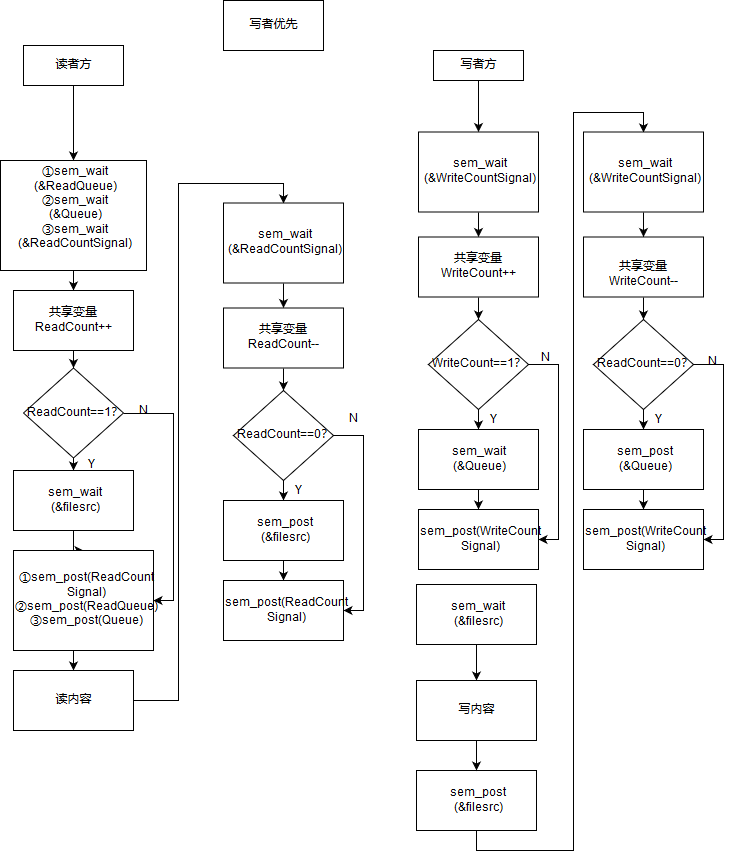 写者优先
读者方
①sem_wait
(&ReadQueue)
②sem_wait
(&Queue)
③sem_wait
(&ReadCountSignal)
共享变量
ReadCount++
ReadCount==1?
N
Y
sem_wait
(&filesrc)
①sem_post(ReadCount
Signal)
②sem_post(ReadQueue)
③sem_post(Queue)
读内容
sem_wait
(&ReadCountSignal)
共享变量
ReadCount--
ReadCount==0?
N
Y
sem_post
(&filesrc)
sem_post(ReadCount
Signal)
写者方
sem_wait
(&WriteCountSignal)
共享变量
WriteCount++
WriteCount==1?
N
Y
sem_wait
(&Queue)
sem_post(WriteCount
Signal)
sem_wait
(&filesrc)
写内容
sem_post
(&filesrc)
sem_wait
(&WriteCountSignal)
共享变量
WriteCount--
ReadCount==0?
N
Y
sem_post
(&Queue)
sem_post(WriteCount
Signal)